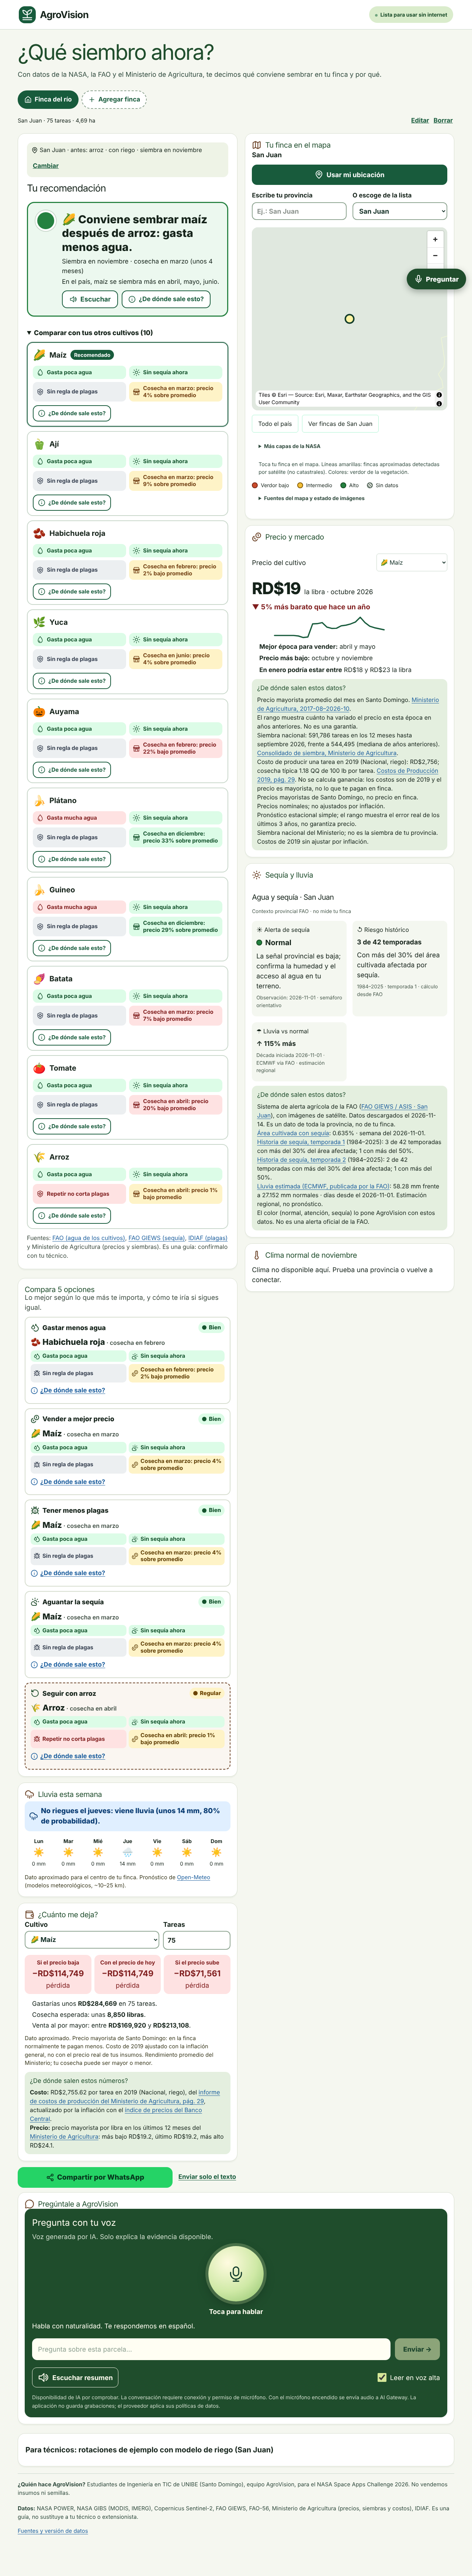 AgroVision
Lista para usar sin internet
¿Qué siembro ahora?
Con datos de la NASA, la FAO y el Ministerio de Agricultura, te decimos qué conviene sembrar en tu finca y por qué.
Finca del río
+ Agregar finca
San Juan · 75 tareas · 4,69 ha
Editar Borrar
San Juan · antes: arroz · con riego · siembra en noviembre
Cambiar
Tu recomendación
Conviene sembrar maíz
después de arroz: gasta
menos agua.
Siembra en noviembre · cosecha en marzo (unos 4
meses)
En el país, maíz se siembra más en abril, mayo, junio.
Escuchar
¿De dónde sale esto?
▼ Comparar con tus otros cultivos (10)
Maíz Recomendado
Gasta poca agua
Sin sequía ahora
Sin regla de plagas
Cosecha en marzo: precio
4% sobre promedio
¿De dónde sale esto?
Ají
Gasta poca agua
Sin sequía ahora
Sin regla de plagas
Cosecha en marzo: precio
9% sobre promedio
¿De dónde sale esto?
Habichuela roja
Gasta poca agua
Sin sequía ahora
Sin regla de plagas
Cosecha en febrero: precio
2% bajo promedio
¿De dónde sale esto?
Yuca
Gasta poca agua
Sin sequía ahora
Sin regla de plagas
Cosecha en junio: precio
4% sobre promedio
¿De dónde sale esto?
Auyama
Gasta poca agua
Sin sequía ahora
Sin regla de plagas
Cosecha en febrero: precio
22% bajo promedio
¿De dónde sale esto?
Plátano
Gasta mucha agua
Sin sequía ahora
Sin regla de plagas
Cosecha en diciembre:
precio 33% sobre promedio
¿De dónde sale esto?
Guineo
Gasta mucha agua
Sin sequía ahora
Sin regla de plagas
Cosecha en diciembre:
precio 29% sobre promedio
¿De dónde sale esto?
Batata
Gasta poca agua
Sin sequía ahora
Sin regla de plagas
Cosecha en marzo: precio
7% bajo promedio
¿De dónde sale esto?
Tomate
Gasta poca agua
Sin sequía ahora
Sin regla de plagas
Cosecha en abril: precio
20% bajo promedio
¿De dónde sale esto?
Arroz
Gasta poca agua
Sin sequía ahora
Repetir no corta plagas
Cosecha en abril: precio 1%
bajo promedio
¿De dónde sale esto?
Fuentes: FAO (agua de los cultivos), FAO GIEWS (sequía), IDIAF (plagas)
y Ministerio de Agricultura (precios y siembras). Es una guía: confírmalo
con tu técnico.
Compara 5 opciones
Lo mejor según lo que más te importa, y cómo te iría si sigues
igual.
Gastar menos agua
Bien
Habichuela roja · cosecha en febrero
Gasta poca agua
Sin sequía ahora
Sin regla de plagas
Cosecha en febrero: precio
2% bajo promedio
¿De dónde sale esto?
Vender a mejor precio
Bien
Maíz · cosecha en marzo
Gasta poca agua
Sin sequía ahora
Sin regla de plagas
Cosecha en marzo: precio 4%
sobre promedio
¿De dónde sale esto?
Tener menos plagas
Bien
Maíz · cosecha en marzo
Gasta poca agua
Sin sequía ahora
Sin regla de plagas
Cosecha en marzo: precio 4%
sobre promedio
¿De dónde sale esto?
Aguantar la sequía
Bien
Maíz · cosecha en marzo
Gasta poca agua
Sin sequía ahora
Sin regla de plagas
Cosecha en marzo: precio 4%
sobre promedio
¿De dónde sale esto?
Seguir con arroz
Regular
Arroz · cosecha en abril
Gasta poca agua
Sin sequía ahora
Repetir no corta plagas
Cosecha en abril: precio 1%
bajo promedio
¿De dónde sale esto?
Lluvia esta semana
No riegues el jueves: viene lluvia (unos 14 mm, 80%
de probabilidad).
Lun Mar Mié Jue Vie Sáb Dom
0 mm 0 mm 0 mm 14 mm 0 mm 0 mm 0 mm
Dato aproximado para el centro de tu finca. Pronóstico de Open-Meteo
(modelos meteorológicos, ~10–25 km).
¿Cuánto me deja?
Cultivo Tareas
Maíz 75
Si el precio baja
−RD$114,749
pérdida
Con el precio de hoy
−RD$114,749
pérdida
Si el precio sube
−RD$71,561
pérdida
Gastarías unos RD$284,669 en 75 tareas.
Cosecha esperada: unas 8,850 libras.
Venta al por mayor: entre RD$169,920 y RD$213,108.
Dato aproximado. Precio mayorista de Santo Domingo: en la finca
normalmente te pagan menos. Costo de 2019 ajustado con la inflación
general, no con el precio real de tus insumos. Rendimiento promedio del
Ministerio; tu cosecha puede ser mayor o menor.
¿De dónde salen estos números?
Costo: RD$2,755.62 por tarea en 2019 (Nacional, riego), del informe
de costos de producción del Ministerio de Agricultura, pág. 29,
actualizado por la inflación con el índice de precios del Banco
Central.
Precio: precio mayorista por libra en los últimos 12 meses del
Ministerio de Agricultura: más bajo RD$19.2, último RD$19.2, más alto
RD$24.1.
Compartir por WhatsApp
Enviar solo el texto
Tu finca en el mapa
San Juan
Usar mi ubicación
Escribe tu provincia
O escoge de la lista
Ej.: San Juan
San Juan
+
−
Preguntar
Tiles © Esri — Source: Esri, Maxar, Earthstar Geographics, and the GIS
User Community
Todo el país
Ver fincas de San Juan
▶ Más capas de la NASA
Toca tu finca en el mapa. Líneas amarillas: fincas aproximadas detectadas
por satélite (no catastrales). Colores: verdor de la vegetación.
Verdor bajo Intermedio Alto Sin datos
▶ Fuentes del mapa y estado de imágenes
Precio y mercado
Precio del cultivo
Maíz
RD$19 la libra · octubre 2026
▼ 5% más barato que hace un año
Mejor época para vender: abril y mayo
Precio más bajo: octubre y noviembre
En enero podría estar entre RD$18 y RD$23 la libra
¿De dónde salen estos datos?
Precio mayorista promedio del mes en Santo Domingo. Ministerio
de Agricultura, 2017-08–2026-10.
El rango muestra cuánto ha variado el precio en esta época en
años anteriores. No es una garantía.
Siembra nacional: 591,786 tareas en los 12 meses hasta
septiembre 2026, frente a 544,495 (mediana de años anteriores).
Consolidado de siembra, Ministerio de Agricultura.
Costo de producir una tarea en 2019 (Nacional, riego): RD$2,756;
cosecha típica 1.18 QQ de 100 lb por tarea. Costos de Producción
2019, pág. 29. No se calcula ganancia: los costos son de 2019 y el
precio es mayorista, no lo que te pagan en finca.
Precios mayoristas de Santo Domingo, no precio en finca.
Precios nominales; no ajustados por inflación.
Pronóstico estacional simple; el rango muestra el error real de los
últimos 3 años, no garantiza precio.
Siembra nacional del Ministerio; no es la siembra de tu provincia.
Costos de 2019 sin ajustar por inflación.
Sequía y lluvia
Agua y sequía · San Juan
Contexto provincial FAO · no mide tu finca
Alerta de sequía
Normal
La señal provincial es baja;
confirma la humedad y el
acceso al agua en tu
terreno.
Observación: 2026-11-01 · semáforo
orientativo
Riesgo histórico
3 de 42 temporadas
Con más del 30% del área
cultivada afectada por
sequía.
1984–2025 · temporada 1 · cálculo
desde FAO
Lluvia vs normal
↑ 115% más
Década iniciada 2026-11-01 ·
ECMWF vía FAO · estimación
regional
¿De dónde salen estos datos?
Sistema de alerta agrícola de la FAO (FAO GIEWS / ASIS · San
Juan), con imágenes de satélite. Datos descargados el 2026-11-
14. Es un dato de toda la provincia, no de tu finca.
Área cultivada con sequía: 0.635% · semana del 2026-11-01.
Historia de sequía, temporada 1 (1984–2025): 3 de 42 temporadas
con más del 30% del área afectada; 1 con más del 50%.
Historia de sequía, temporada 2 (1984–2025): 2 de 42
temporadas con más del 30% del área afectada; 1 con más del
50%.
Lluvia estimada (ECMWF, publicada por la FAO): 58.28 mm frente
a 27.152 mm normales · días desde el 2026-11-01. Estimación
regional, no pronóstico.
El color (normal, atención, sequía) lo pone AgroVision con estos
datos. No es una alerta oficial de la FAO.
Clima normal de noviembre
Clima no disponible aquí. Prueba una provincia o vuelve a
conectar.
Pregúntale a AgroVision
Pregunta con tu voz
Voz generada por IA. Solo explica la evidencia disponible.
Toca para hablar
Habla con naturalidad. Te respondemos en español.
Pregunta sobre esta parcela...
Enviar →
Escuchar resumen
Leer en voz alta
Disponibilidad de IA por comprobar. La conversación requiere conexión y permiso de micrófono. Con el micrófono encendido se envía audio a AI Gateway. La
aplicación no guarda grabaciones; el proveedor aplica sus políticas de datos.
Para técnicos: rotaciones de ejemplo con modelo de riego (San Juan)
¿Quién hace AgroVision? Estudiantes de Ingeniería en TIC de UNIBE (Santo Domingo), equipo AgroVision, para el NASA Space Apps Challenge 2026. No vendemos
insumos ni semillas.
Datos: NASA POWER, NASA GIBS (MODIS, IMERG), Copernicus Sentinel-2, FAO GIEWS, FAO-56, Ministerio de Agricultura (precios, siembras y costos), IDIAF. Es una
guía, no sustituye a tu técnico o extensionista.
Fuentes y versión de datos